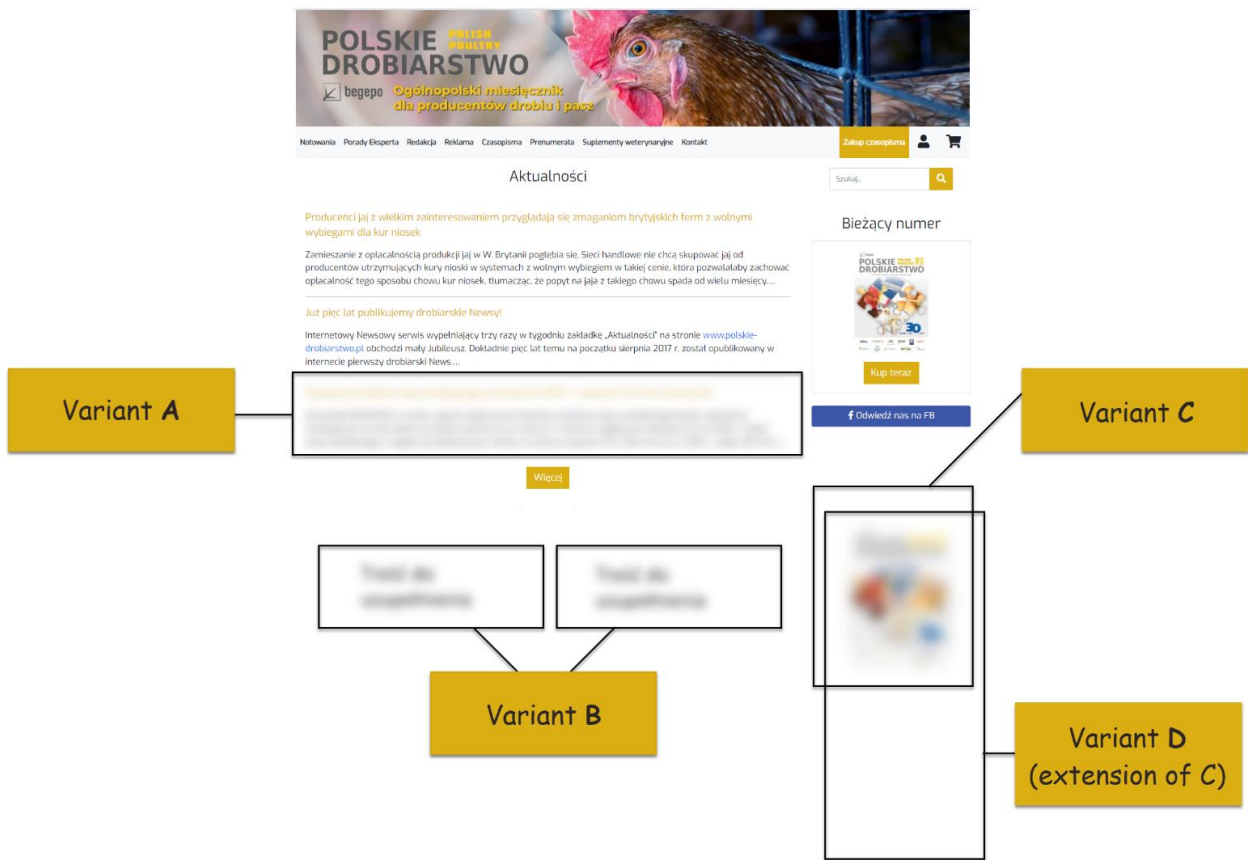 POLSKIE POLISH POULTRY
DROBIARSTWO
begepo Ogólnopolski miesięcznik
dla producentów drobiu i pasz
Notowania Porady Eksperta Redakcja Reklama Czasopisma Prenumerata Suplementy weterynaryjne Kontakt Zakup czasopisma
Aktualności
Szukaj...
Producenci jaj z wielkim zainteresowaniem przyglądają się zmaganiom brytyjskich ferm z wolnymi
wybiegami dla kur niosek
Zamieszanie z opłacalnością produkcji jaj w W. Brytanii pogłębia się. Sieci handlowe nie chcą skupować jaj od
producentów utrzymujących kury nioski w systemach z wolnym wybiegiem w takiej cenie, która pozwalałaby zachować
opłacalność tego sposobu chowu kur niosek, tłumacząc, że popyt na jaja z takiego chowu spada od wielu miesięcy....
Już pięć lat publikujemy drobiarskie Newsy!
Internetowy Newsowy serwis wypełniający trzy razy w tygodniu zakładkę „Aktualności" na stronie www.polskie-
drobiarstwo.pl obchodzi mały Jubileusz. Dokładnie pięć lat temu na początku sierpnia 2017 r. został opublikowany w
internecie pierwszy drobiarski News....
Bieżący numer
POLSKIE
DROBIARSTWO
30
Kup teraz
Odwiedź nas na FB
Variant A
Więcej
Variant B
Variant C
Variant D
(extension of C)